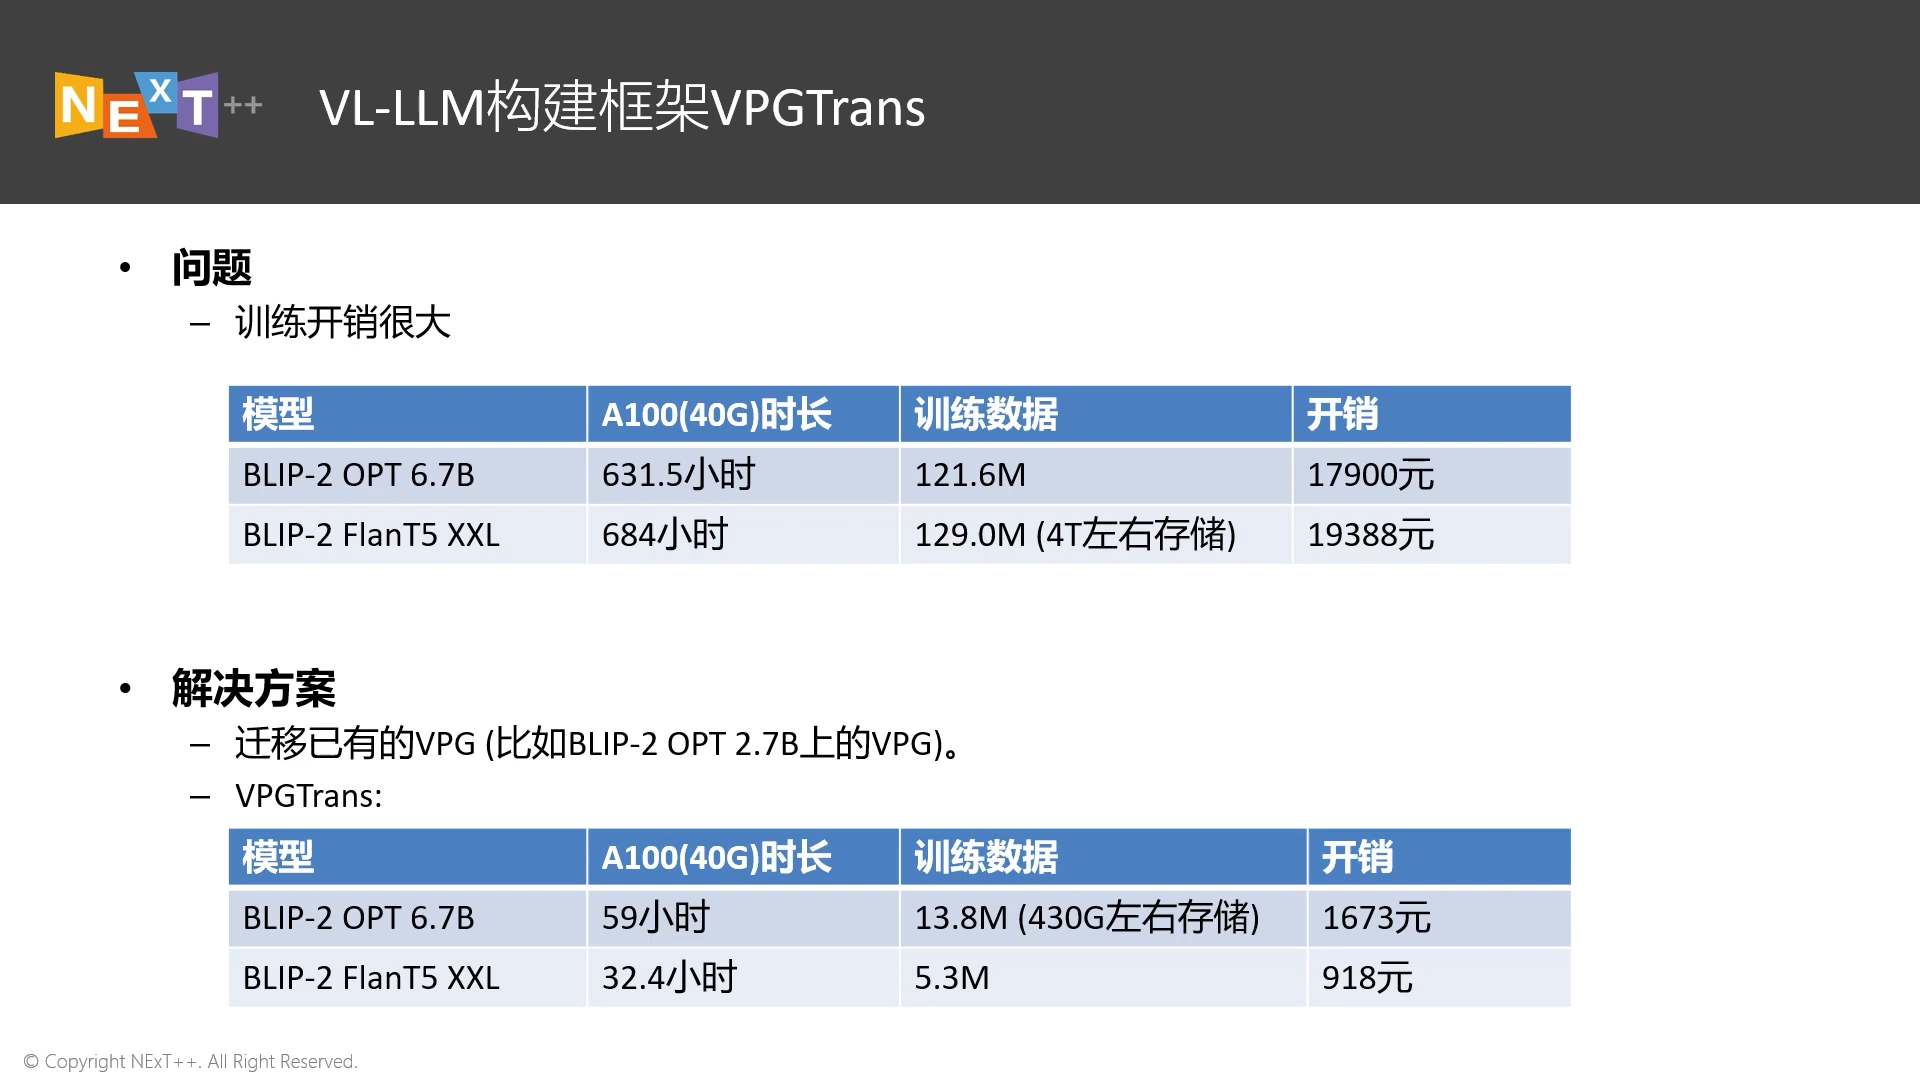 NExT++
VL-LLM构建框架VPGTrans
• 问题
– 训练开销很大
模型 A100(40G)时长 训练数据 开销
BLIP-2 OPT 6.7B 631.5小时 121.6M 17900元
BLIP-2 FlanT5 XXL 684小时 129.0M (4T左右存储) 19388元
• 解决方案
– 迁移已有的VPG (比如BLIP-2 OPT 2.7B上的VPG)。
– VPGTrans:
模型 A100(40G)时长 训练数据 开销
BLIP-2 OPT 6.7B 59小时 13.8M (430G左右存储) 1673元
BLIP-2 FlanT5 XXL 32.4小时 5.3M 918元
© Copyright NExT++. All Right Reserved.